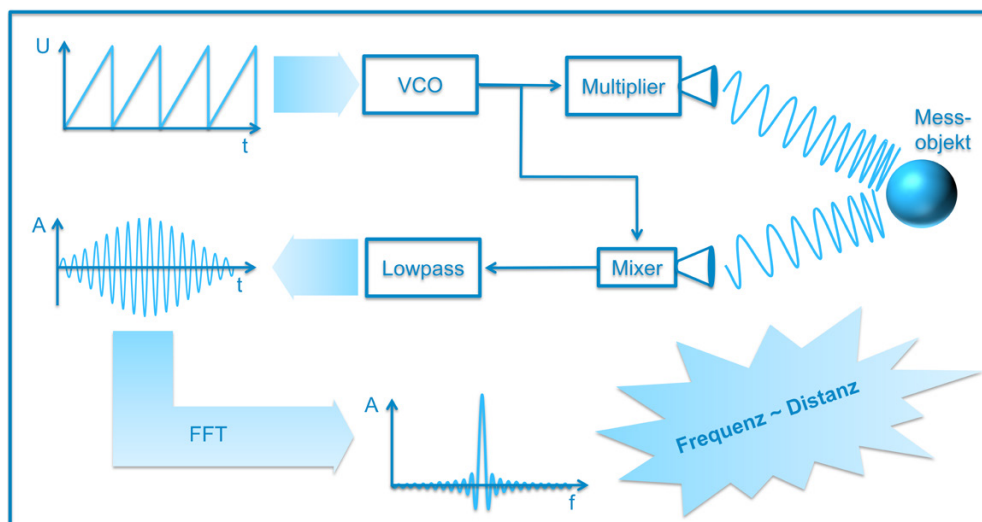 U
t
VCO
Multiplier
Mess-
objekt
A
t
Lowpass
Mixer
FFT
A
f
Frequenz ~ Distanz